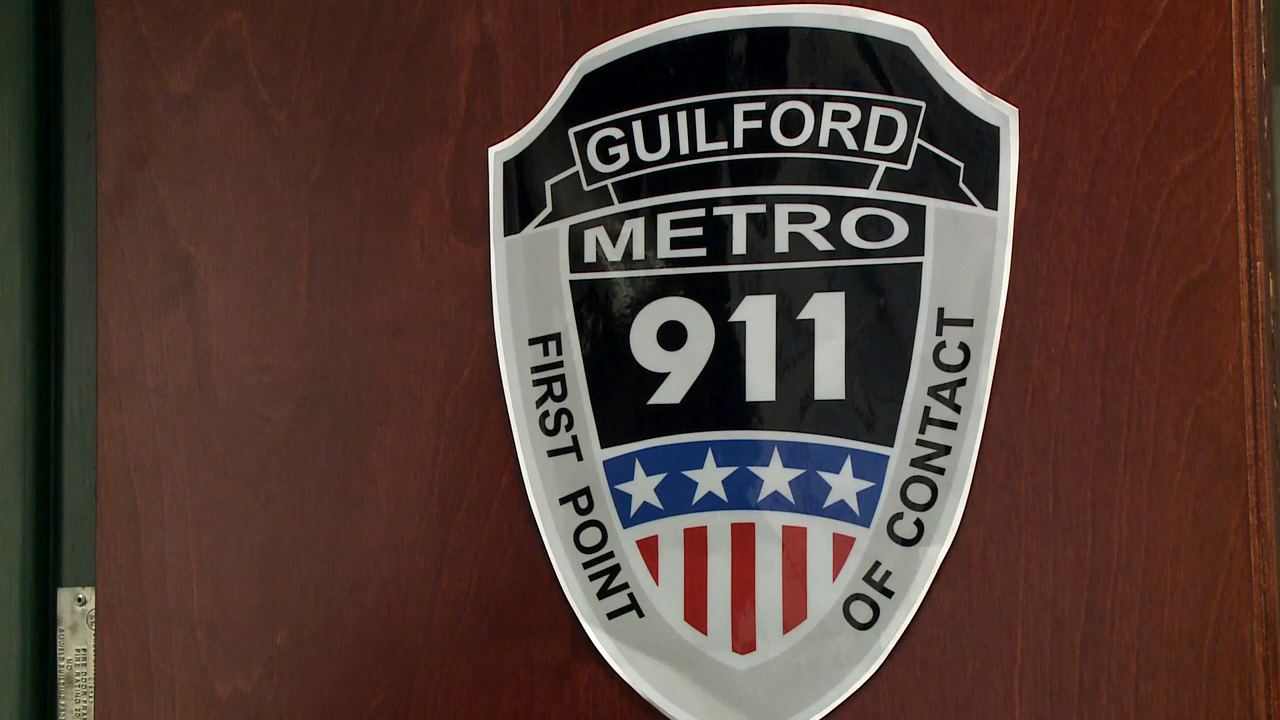 GUILFORD
METRO
911
FIRST POINT
OF CONTACT